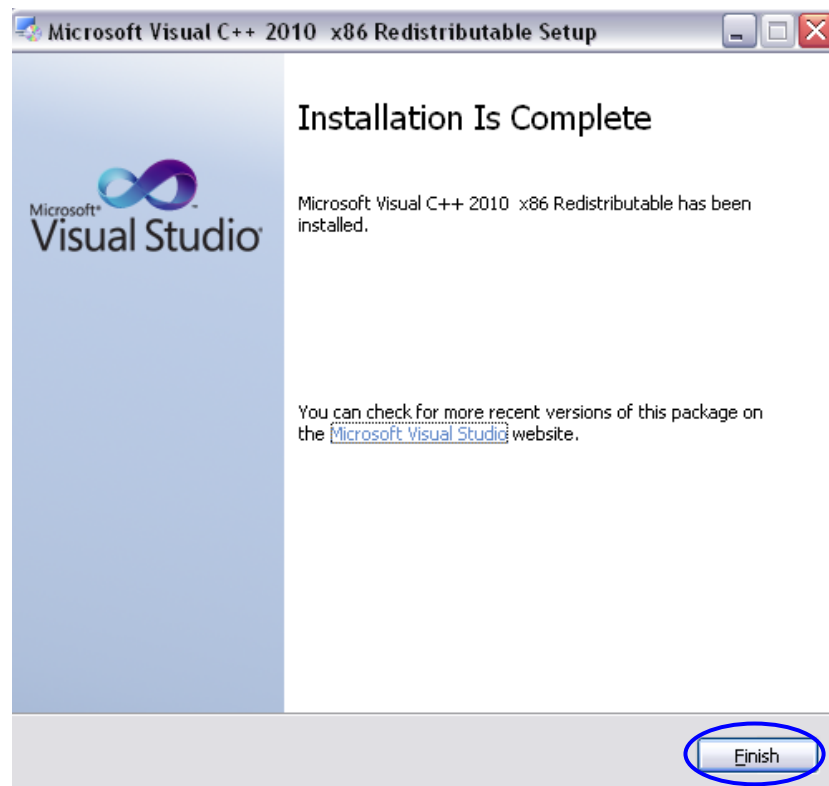 Microsoft Visual C++ 2010 x86 Redistributable Setup
Installation Is Complete
Microsoft Visual C++ 2010 x86 Redistributable has been
installed.
Microsoft®
Visual Studio®
You can check for more recent versions of this package on
the Microsoft Visual Studio website.
Finish